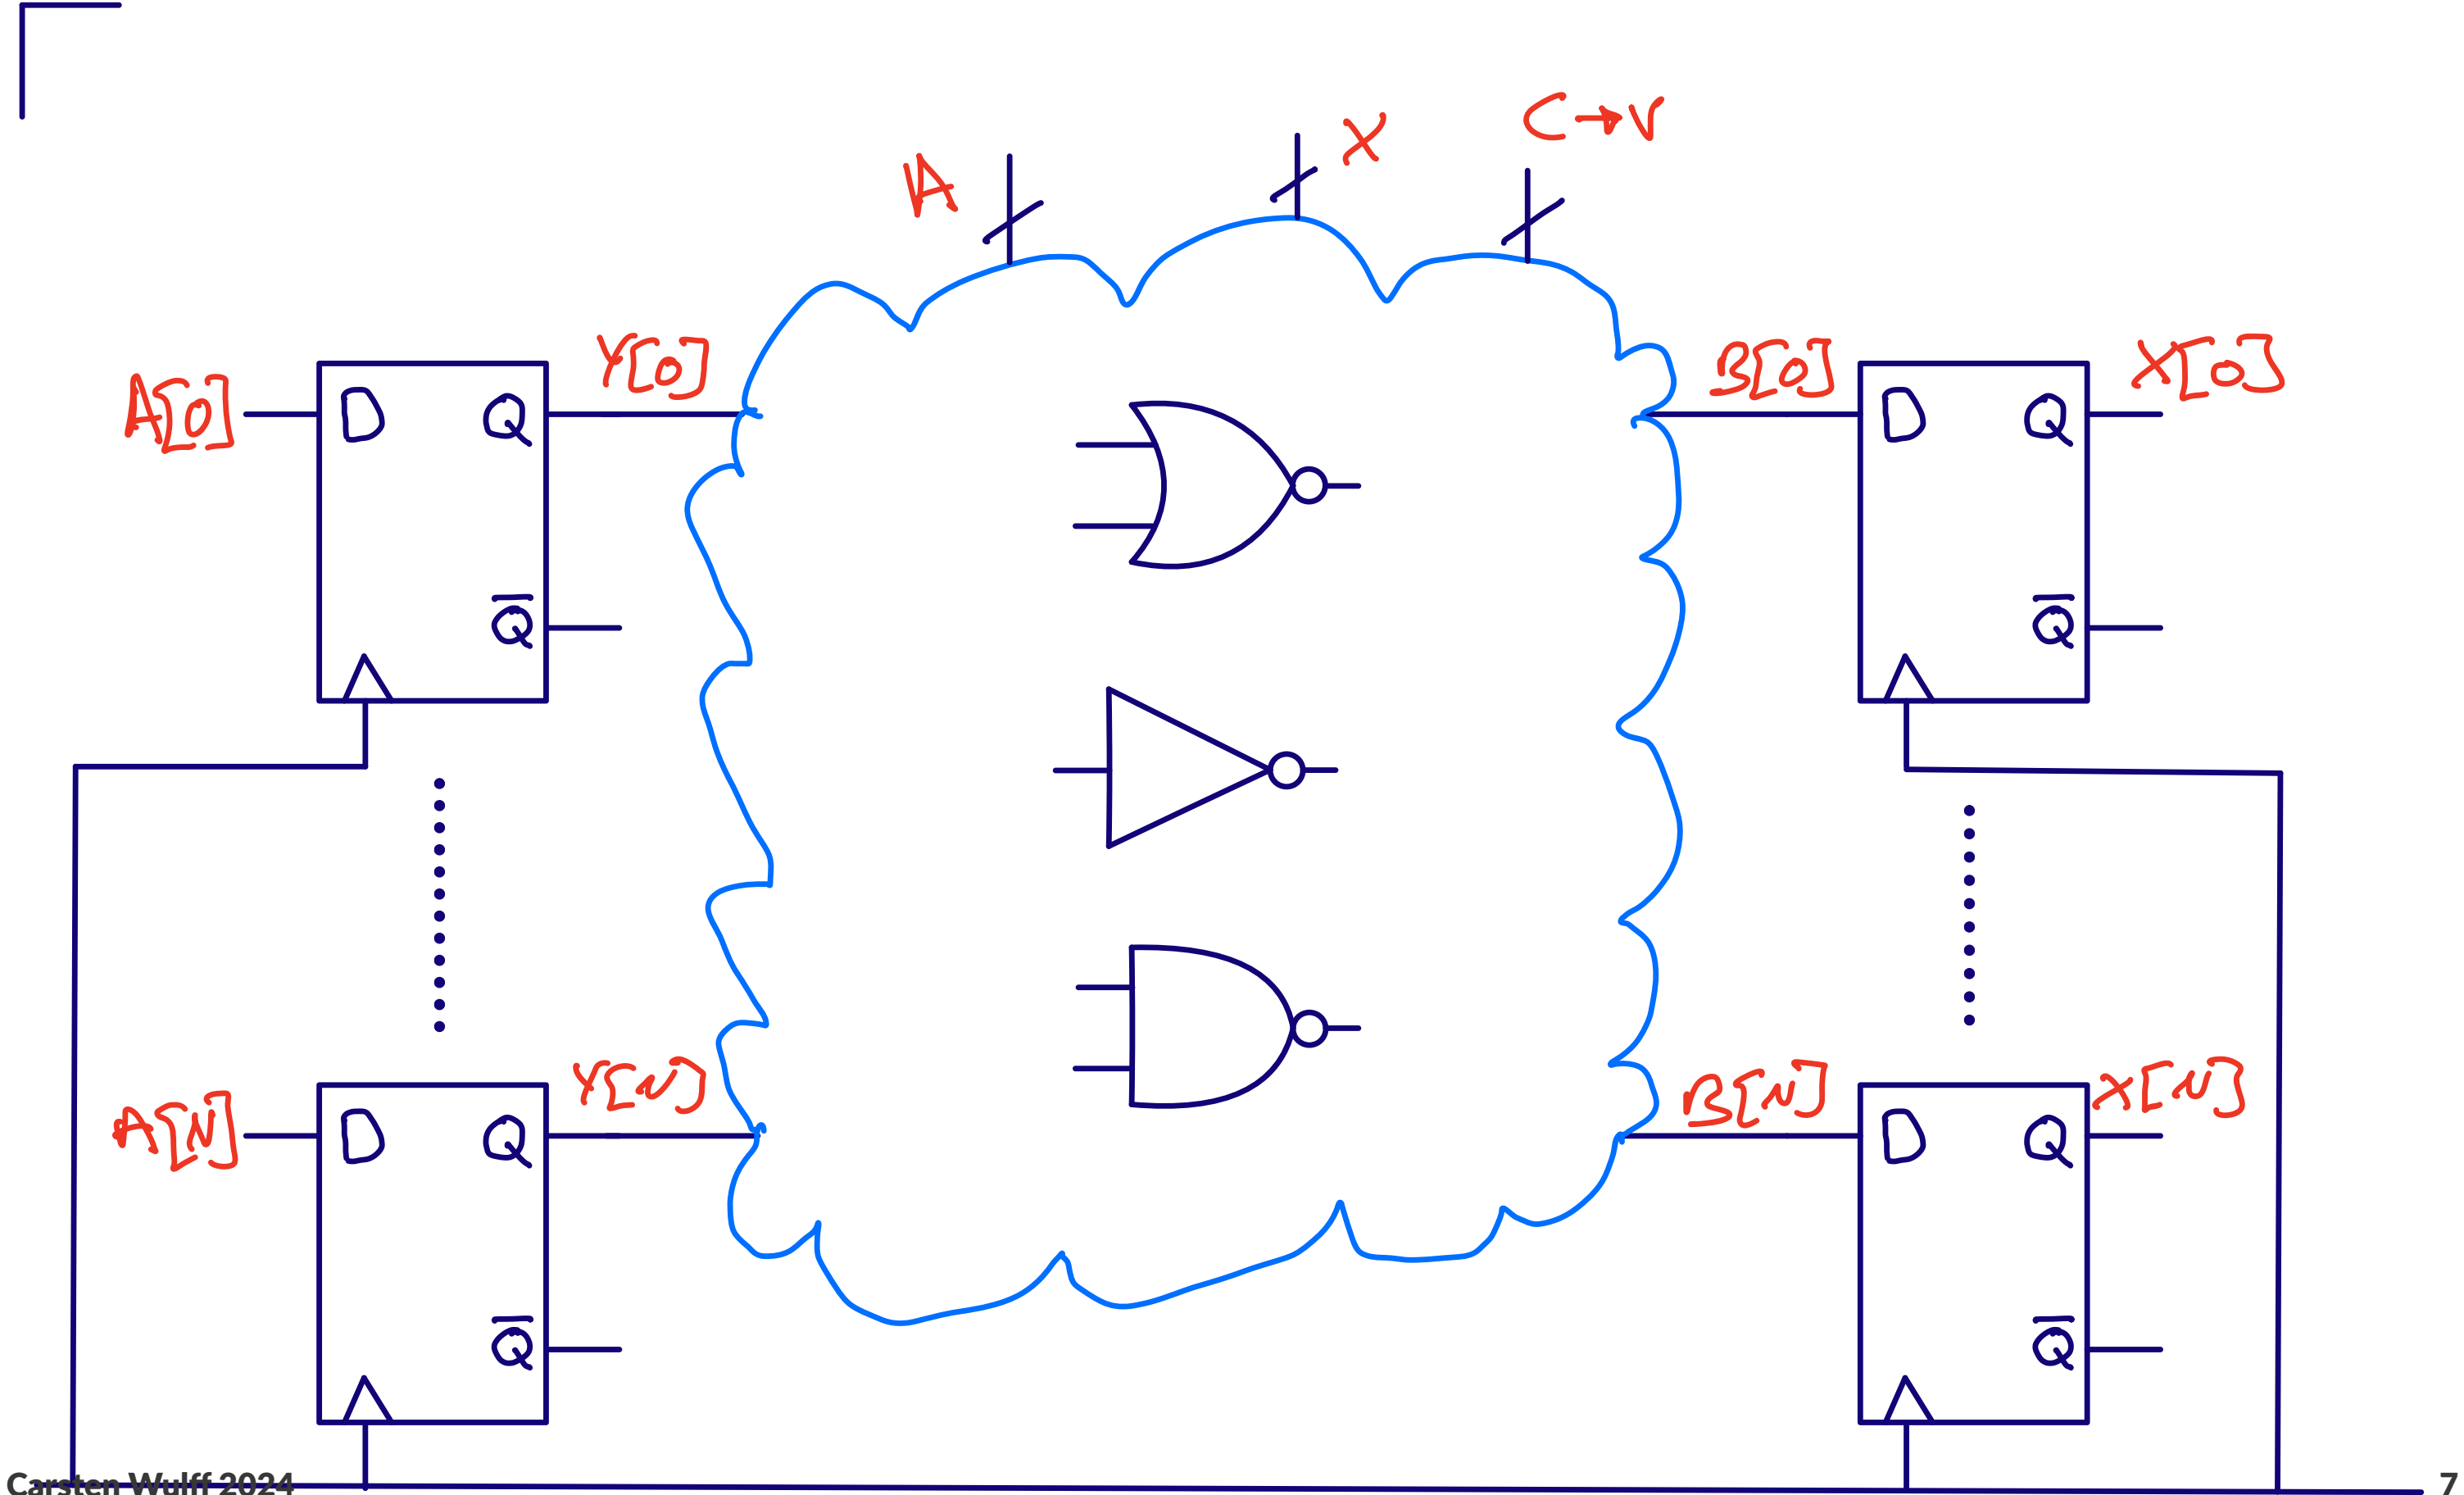 C → V
A
X
A[0]
D
Q
Y[0]
B[0]
D
Q
X[0]
Q̅
Q̅
A[N]
D
Q
Y[N]
B[N]
D
Q
X[N]
Q̅
Q̅
Carsten Wulff 2024
7